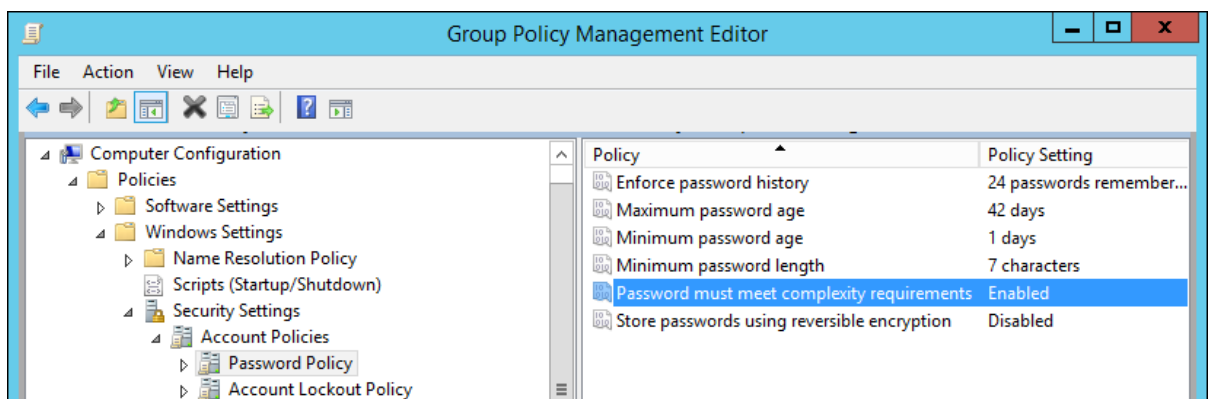 Group Policy Management Editor
File Action View Help
Computer Configuration
Policies
Software Settings
Windows Settings
Name Resolution Policy
Scripts (Startup/Shutdown)
Security Settings
Account Policies
Password Policy
Account Lockout Policy
Policy Policy Setting
Enforce password history 24 passwords remember...
Maximum password age 42 days
Minimum password age 1 days
Minimum password length 7 characters
Password must meet complexity requirements Enabled
Store passwords using reversible encryption Disabled